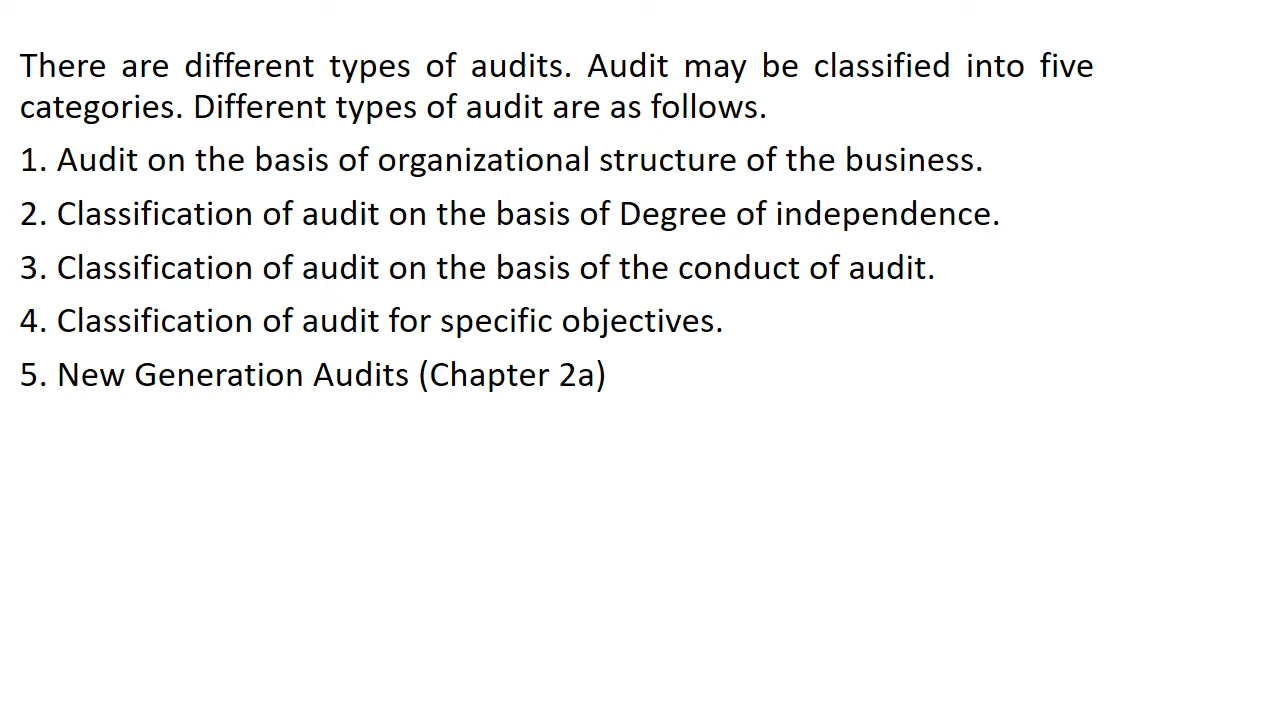 There are different types of audits. Audit may be classified into five
categories. Different types of audit are as follows.
1. Audit on the basis of organizational structure of the business.
2. Classification of audit on the basis of Degree of independence.
3. Classification of audit on the basis of the conduct of audit.
4. Classification of audit for specific objectives.
5. New Generation Audits (Chapter 2a)